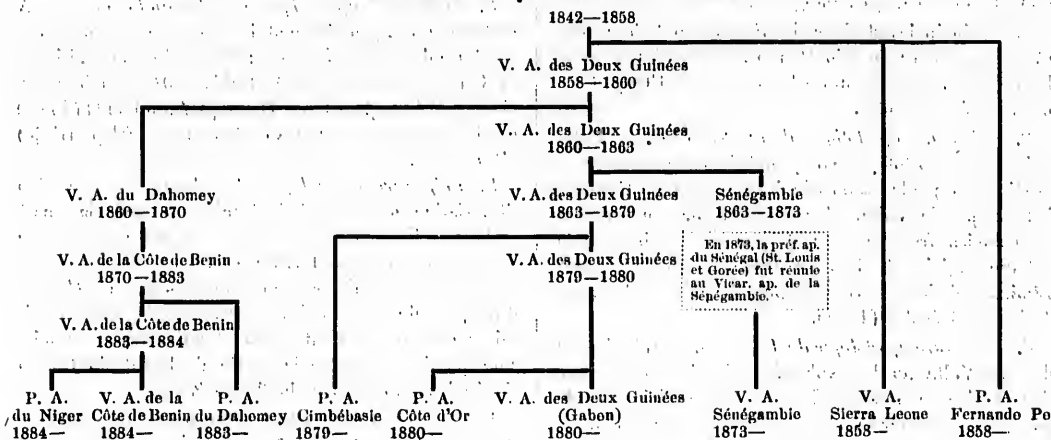 1842—1858
V. A. des Deux Guinées
1858—1860
V. A. des Deux Guinées
1860—1863
V. A. du Dahomey
1860—1870
V. A. des Deux Guinées
1863—1879
Sénégambie
1863—1873
V. A. de la Côte de Benin
1870—1883
V. A. des Deux Guinées
1879—1880
En 1873, la préf. ap.
du Sénégal (St. Louis
et Gorée) fut réunie
au Vicar. ap. de la
Sénégambie.
V. A. de la Côte de Benin
1883—1884
P. A.
du Niger
1884—
V. A. de la
Côte de Benin
1884—
P. A.
du Dahomey
1883—
P. A.
Cimbébasie
1879—
P. A.
Côte d'Or
1880—
V. A. des Deux Guinées
(Gabon)
1880—
V. A.
Sénégambie
1873—
V. A.
Sierra Leone
1858—
P. A.
Fernando Po
1858—